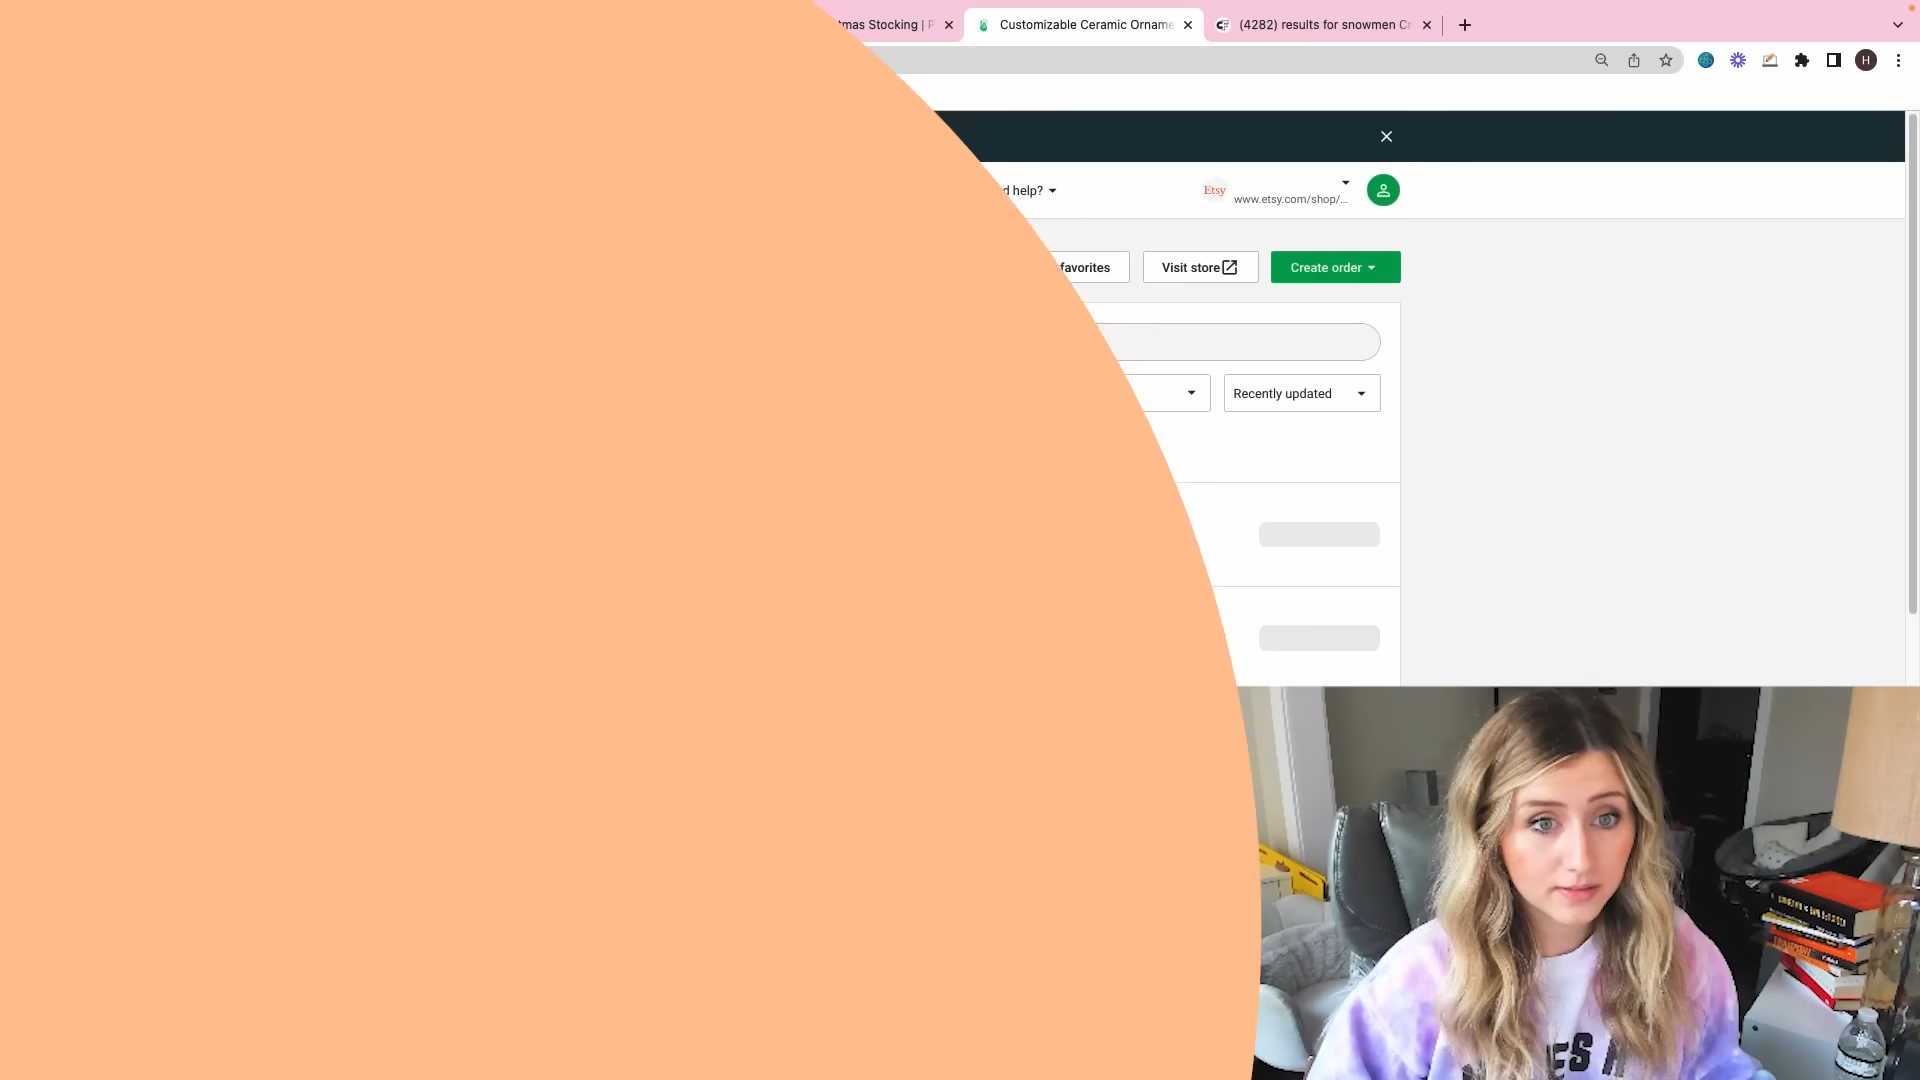 tmas Stocking | P
Customizable Ceramic Orname
(4282) results for snowmen Cr
H
d help?
Etsy
www.etsy.com/shop/...
favorites
Visit store
Create order
Recently updated